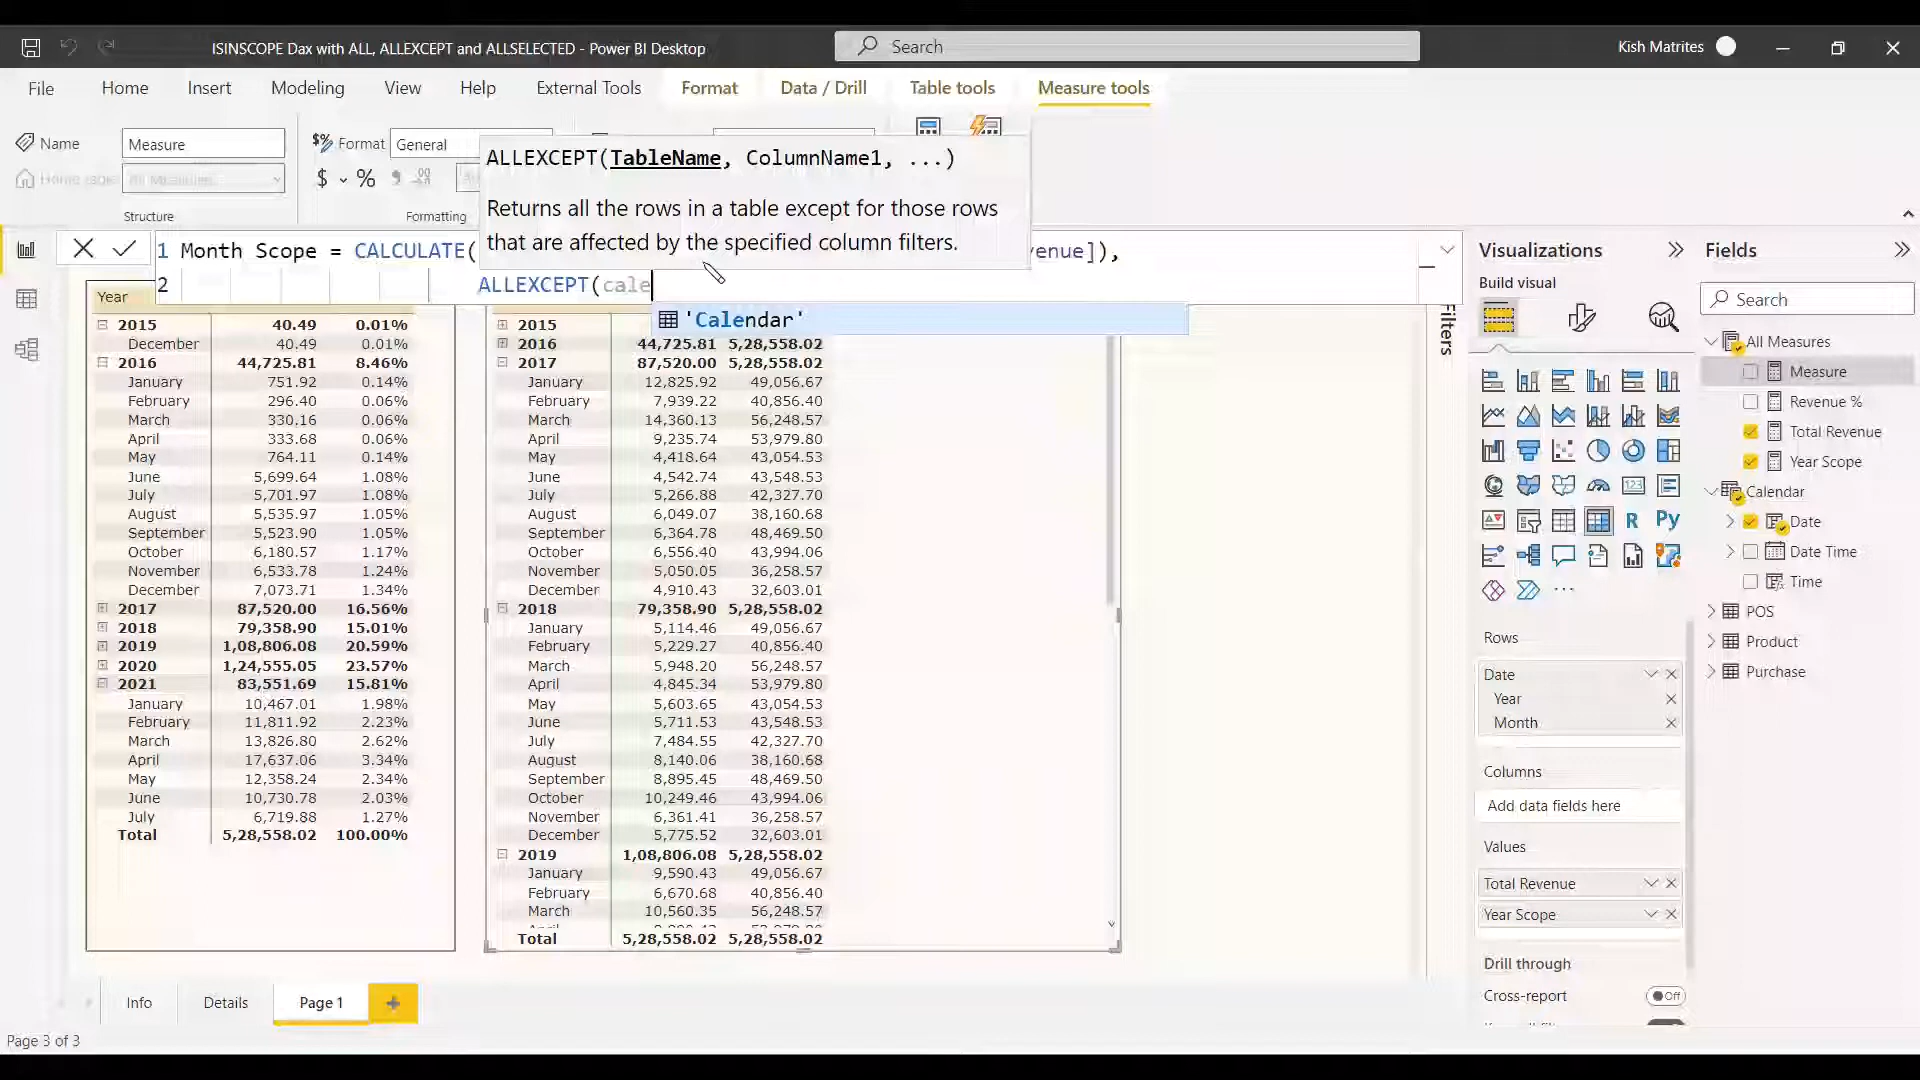 ISINSCOPE Dax with ALL, ALLEXCEPT and ALLSELECTED - Power BI Desktop
Search
Kish Matrites
File Home Insert Modeling View Help External Tools Format Data / Drill Table tools Measure tools
Name Measure
Format General
$ %
Structure
Formatting
ALLEXCEPT(TableName, ColumnName1, ...)
Returns all the rows in a table except for those rows
that are affected by the specified column filters.
1 Month Scope = CALCULATE( venue]),
2 ALLEXCEPT(cale
'Calendar'
Year
2015 40.49 0.01%
December 40.49 0.01%
2016 44,725.81 8.46%
January 751.92 0.14%
February 296.40 0.06%
March 330.16 0.06%
April 333.68 0.06%
May 764.11 0.14%
June 5,699.64 1.08%
July 5,701.97 1.08%
August 5,535.97 1.05%
September 5,523.90 1.05%
October 6,180.57 1.17%
November 6,533.78 1.24%
December 7,073.71 1.34%
2017 87,520.00 16.56%
2018 79,358.90 15.01%
2019 1,08,806.08 20.59%
2020 1,24,555.05 23.57%
2021 83,551.69 15.81%
January 10,467.01 1.98%
February 11,811.92 2.23%
March 13,826.80 2.62%
April 17,637.06 3.34%
May 12,358.24 2.34%
June 10,730.78 2.03%
July 6,719.88 1.27%
Total 5,28,558.02 100.00%
2015
2016 44,725.81 5,28,558.02
2017 87,520.00 5,28,558.02
January 12,825.92 49,056.67
February 7,939.22 40,856.40
March 14,360.13 56,248.57
April 9,235.74 53,979.80
May 4,418.64 43,054.53
June 4,542.74 43,548.53
July 5,266.88 42,327.70
August 6,049.07 38,160.68
September 6,364.78 48,469.50
October 6,556.40 43,994.06
November 5,050.05 36,258.57
December 4,910.43 32,603.01
2018 79,358.90 5,28,558.02
January 5,114.46 49,056.67
February 5,229.27 40,856.40
March 5,948.20 56,248.57
April 4,845.34 53,979.80
May 5,603.65 43,054.53
June 5,711.53 43,548.53
July 7,484.55 42,327.70
August 8,140.06 38,160.68
September 8,895.45 48,469.50
October 10,249.46 43,994.06
November 6,361.41 36,258.57
December 5,775.52 32,603.01
2019 1,08,806.08 5,28,558.02
January 9,590.43 49,056.67
February 6,670.68 40,856.40
March 10,560.35 56,248.57
Total 5,28,558.02 5,28,558.02
Filters
Visualizations
Build visual
123
R
Py
Rows
Date
Year
Month
Columns
Add data fields here
Values
Total Revenue
Year Scope
Drill through
Cross-report Off
Fields
Search
All Measures
Measure
Revenue %
Total Revenue
Year Scope
Calendar
Date
Date Time
Time
POS
Product
Purchase
Info Details Page 1 +
Page 3 of 3